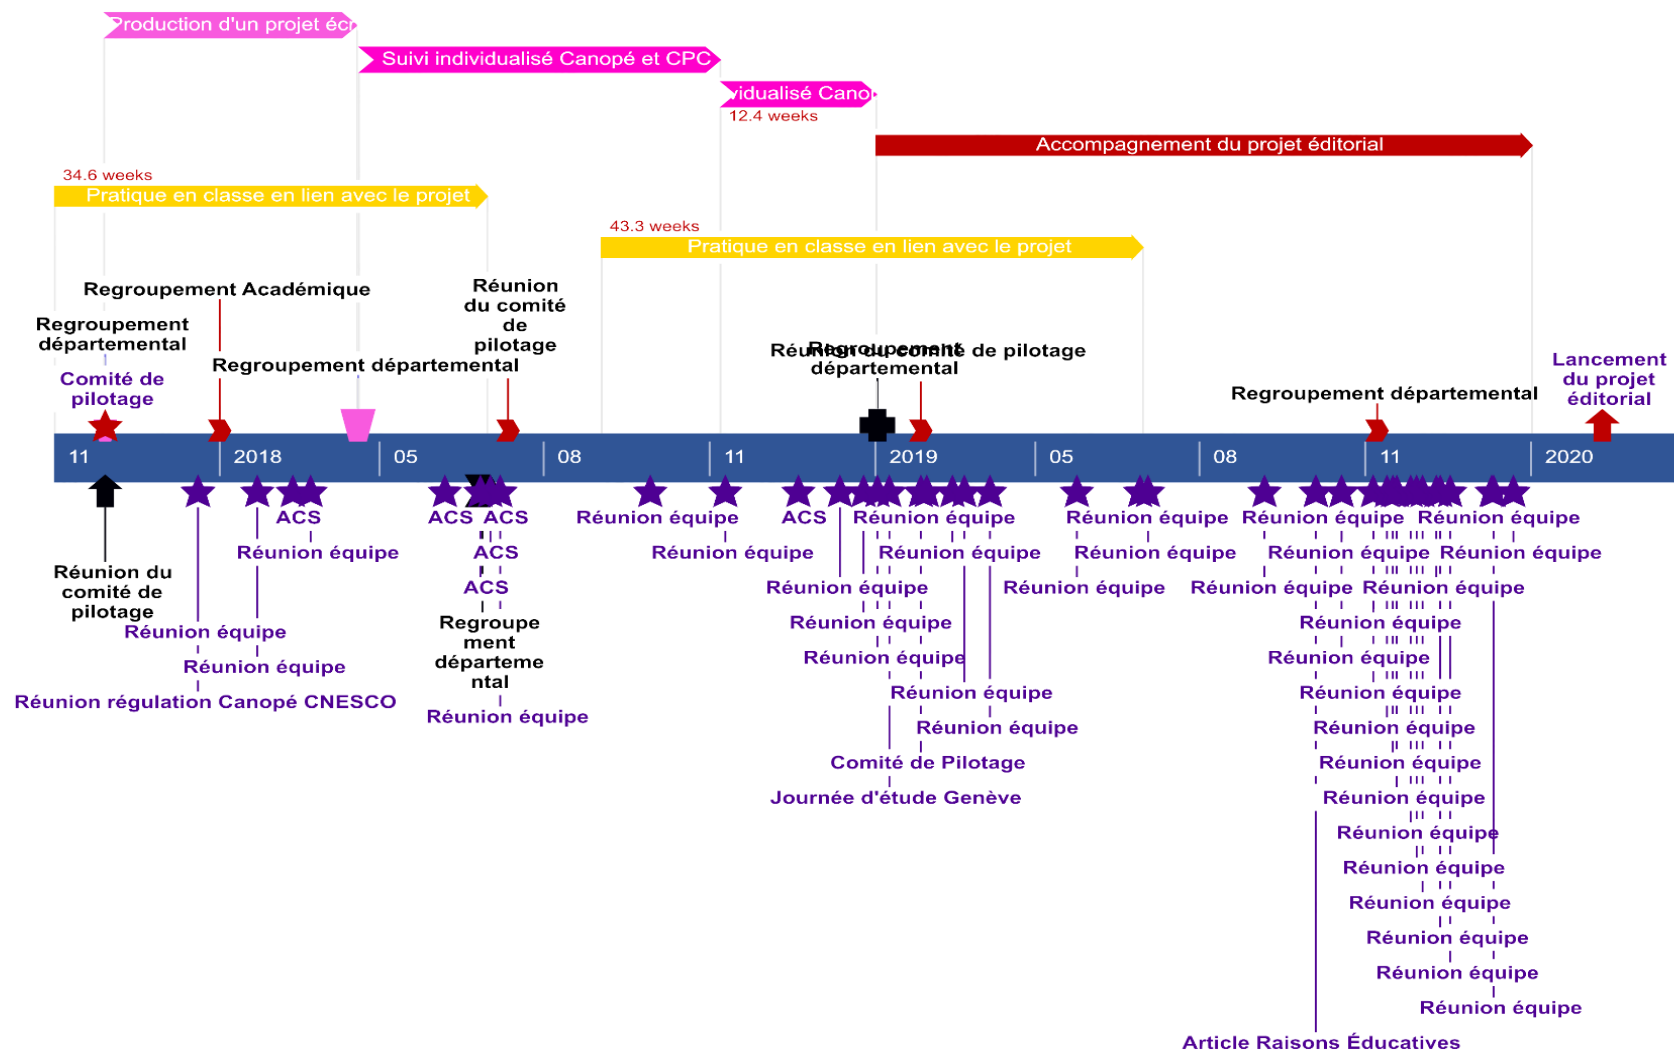 Production d'un projet écr
Suivi individualisé Canopé et CPC
vidualisé Cano
12.4 weeks
Accompagnement du projet éditorial
34.6 weeks
Pratique en classe en lien avec le projet
43.3 weeks
Pratique en classe en lien avec le projet
Regroupement Académique
Réunion
du comité
de
pilotage
Regroupement
départemental
Regroupement départemental
Réunion du comité de pilotage
Regroupement
départemental
Comité de
pilotage
Regroupement départemental
Lancement
du projet
éditorial
11
2018
05
08
11
2019
05
08
11
2020
ACS
ACS
ACS
Réunion équipe
ACS
Réunion équipe
Réunion équipe
Réunion équipe
Réunion équipe
Réunion équipe
ACS
Réunion équipe
Réunion équipe
Réunion équipe
Réunion équipe
Réunion équipe
Réunion du
comité de
pilotage
ACS
Réunion équipe
Réunion équipe
Réunion équipe
Réunion équipe
Regroupe
ment
départeme
ntal
Réunion équipe
Réunion équipe
Réunion équipe
Réunion équipe
Réunion équipe
Réunion équipe
Réunion équipe
Réunion régulation Canopé CNESCO
Réunion équipe
Réunion équipe
Réunion équipe
Réunion équipe
Réunion équipe
Comité de Pilotage
Réunion équipe
Journée d'étude Genève
Réunion équipe
Réunion équipe
Réunion équipe
Réunion équipe
Réunion équipe
Réunion équipe
Réunion équipe
Article Raisons Éducatives